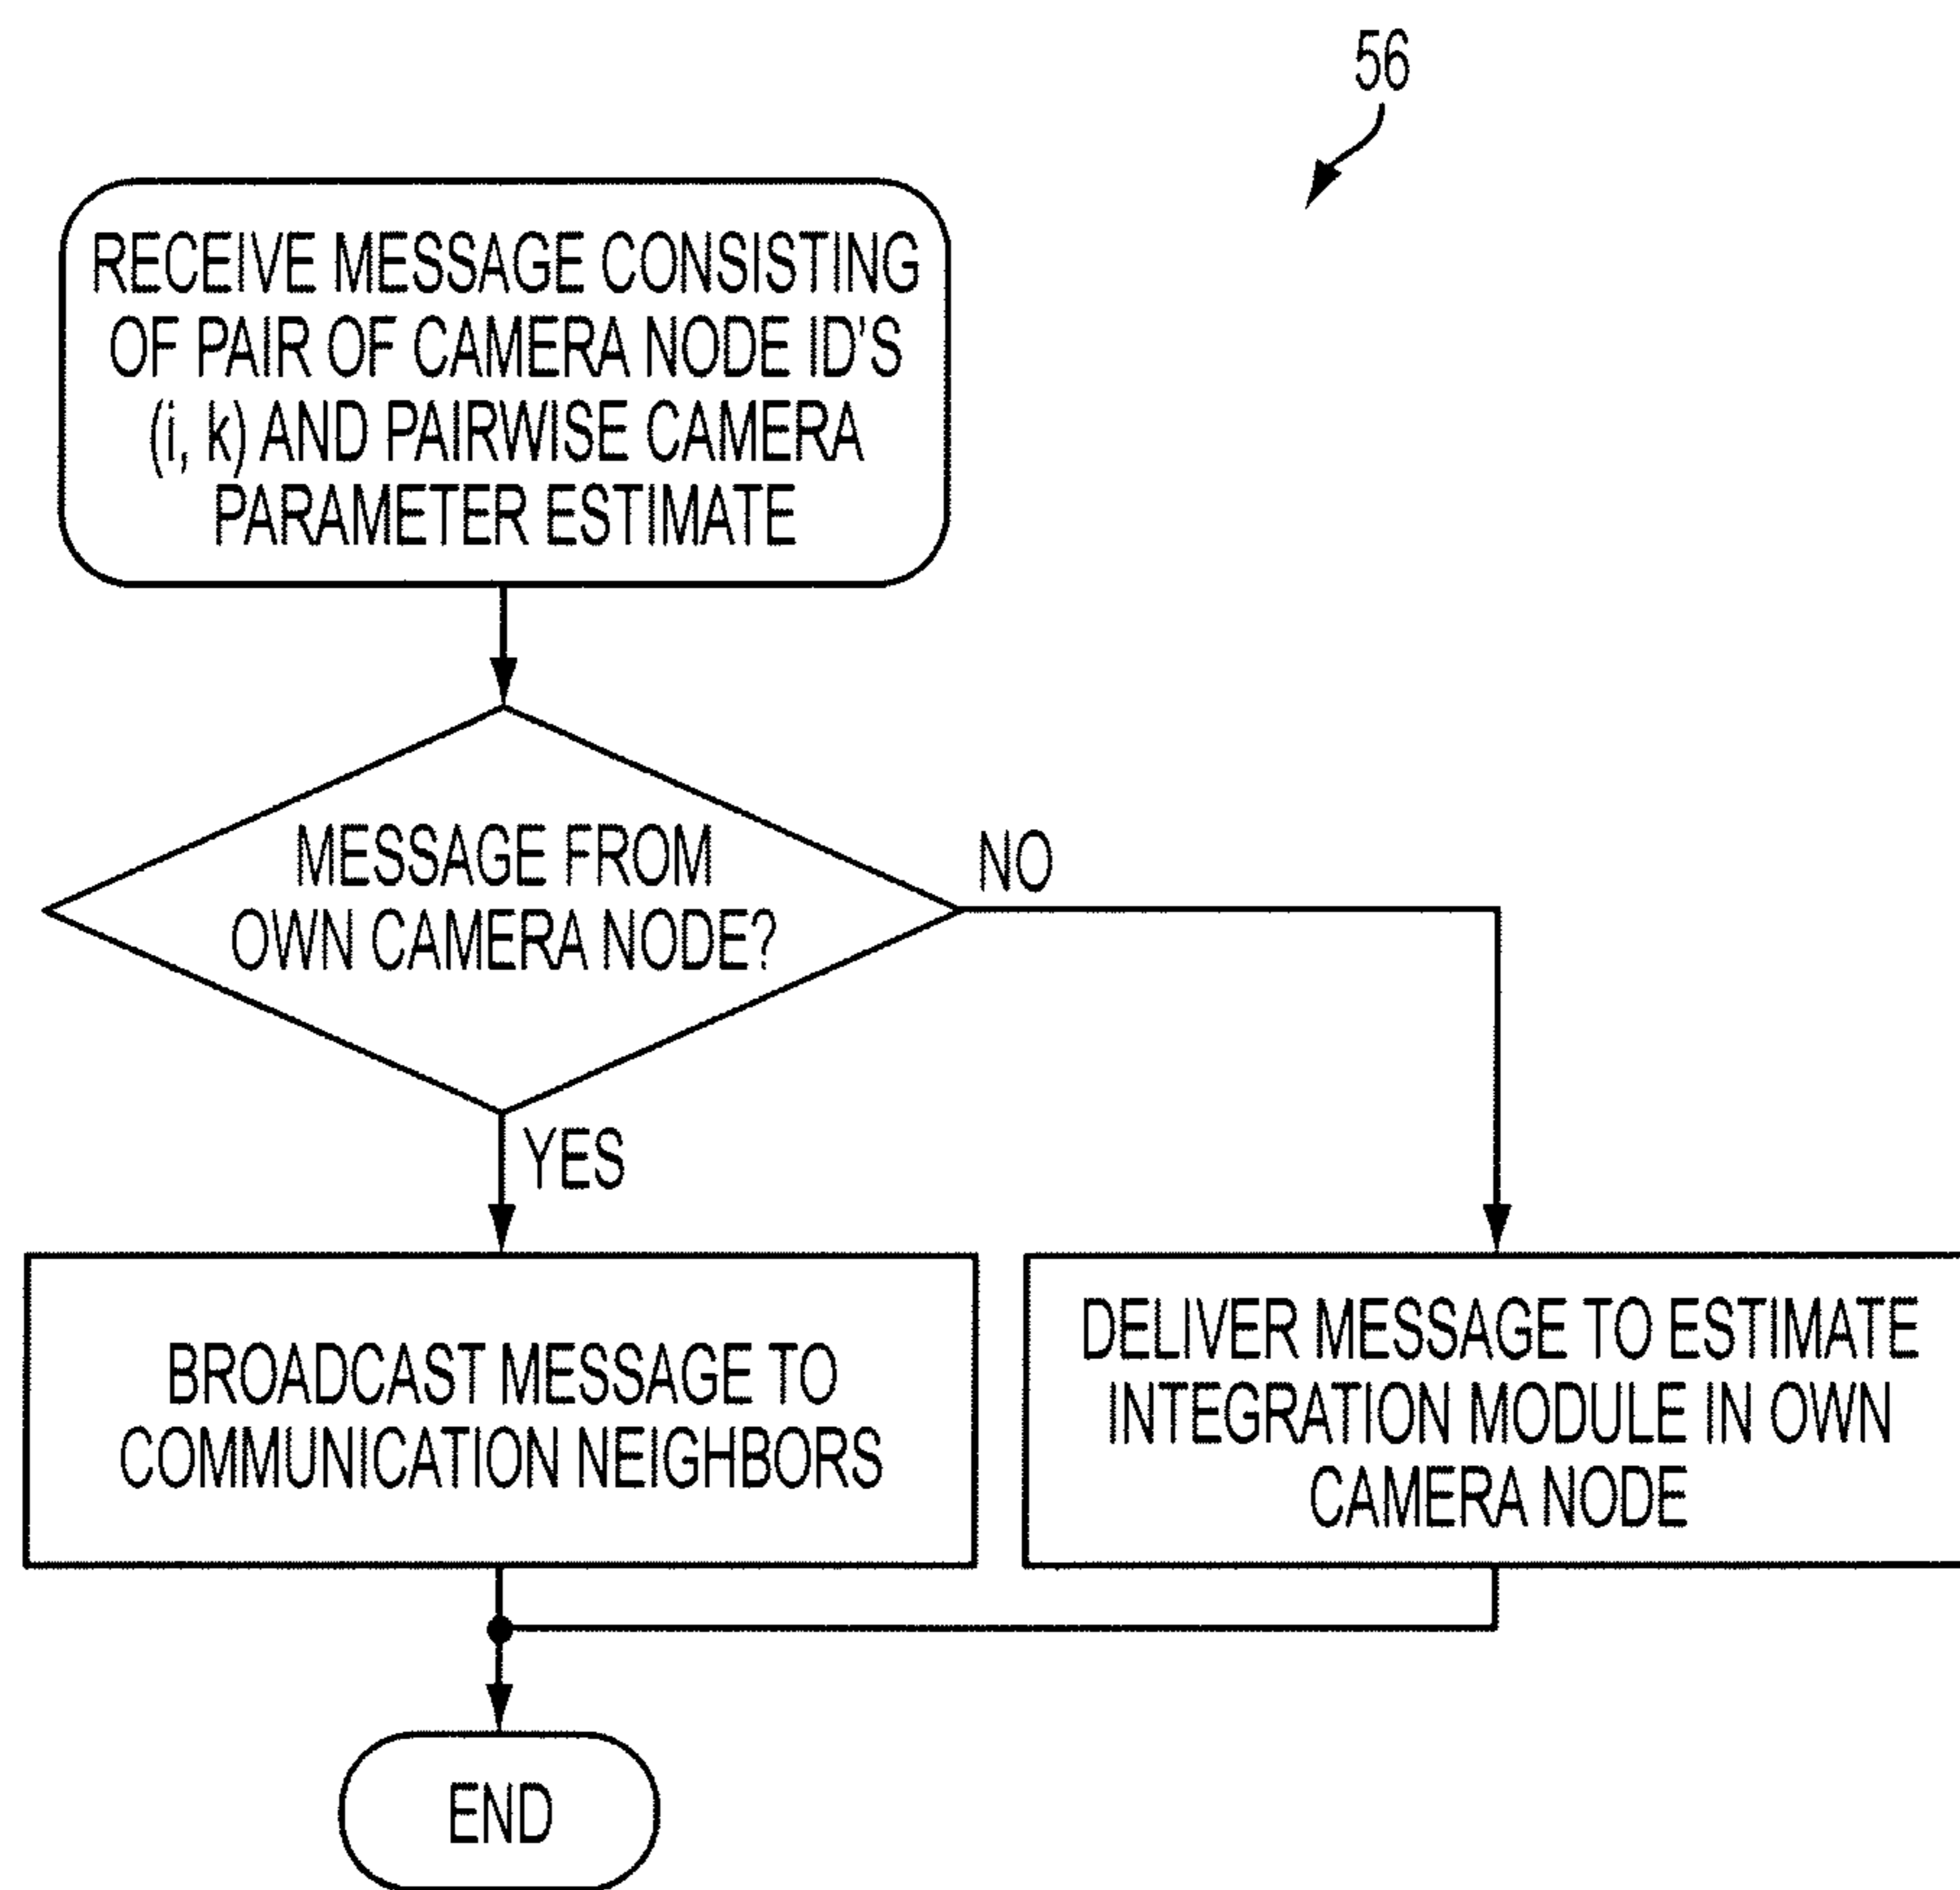 56
RECEIVE MESSAGE CONSISTING
OF PAIR OF CAMERA NODE ID'S
(i, k) AND PAIRWISE CAMERA
PARAMETER ESTIMATE
MESSAGE FROM
OWN CAMERA NODE?
NO
YES
BROADCAST MESSAGE TO
COMMUNICATION NEIGHBORS
DELIVER MESSAGE TO ESTIMATE
INTEGRATION MODULE IN OWN
CAMERA NODE
END